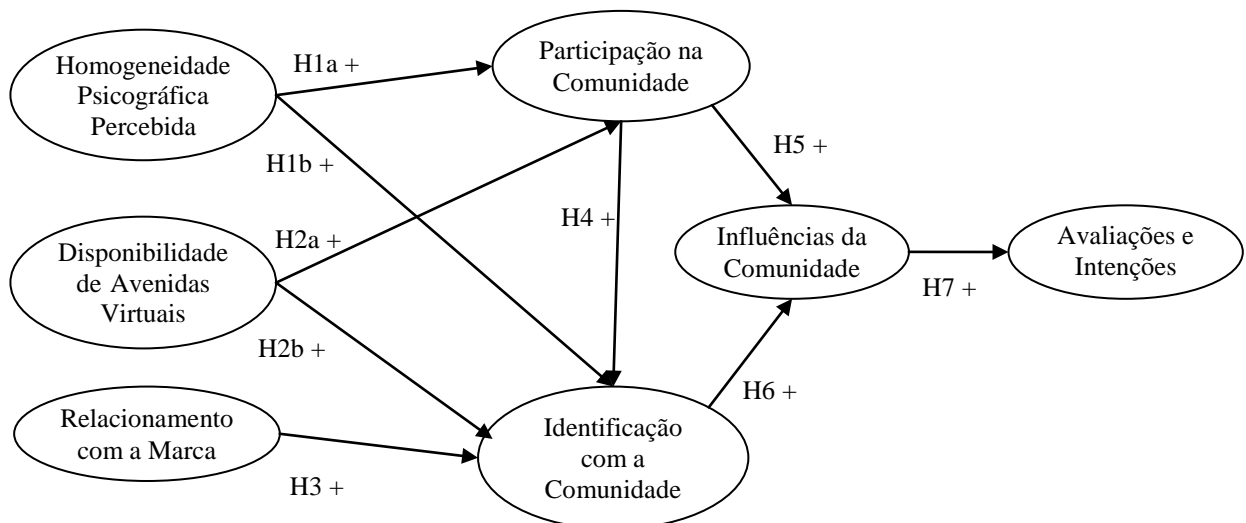 Homogeneidade
Psicográfica
Percebida
H1a +
H1b +
Participação na
Comunidade
H5 +
Disponibilidade
de Avenidas
Virtuais
H2a +
H2b +
H4 +
Influências da
Comunidade
H7 +
Avaliações e
Intenções
Relacionamento
com a Marca
H3 +
Identificação
com a
Comunidade
H6 +